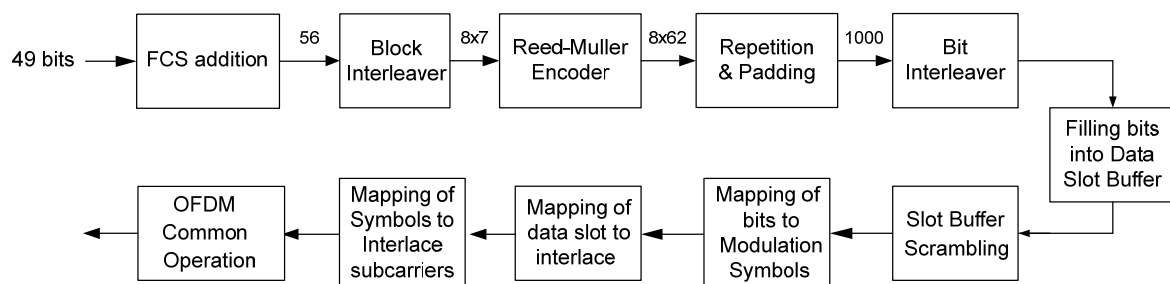 49 bits
FCS addition
56
Block
Interleaver
8x7
Reed-Muller
Encoder
8x62
Repetition
& Padding
1000
Bit
Interleaver
Filling bits
into Data
Slot Buffer
Slot Buffer
Scrambling
Mapping of
bits to
Modulation
Symbols
Mapping of
data slot to
interlace
Mapping of
Symbols to
Interlace
subcarriers
OFDM
Common
Operation